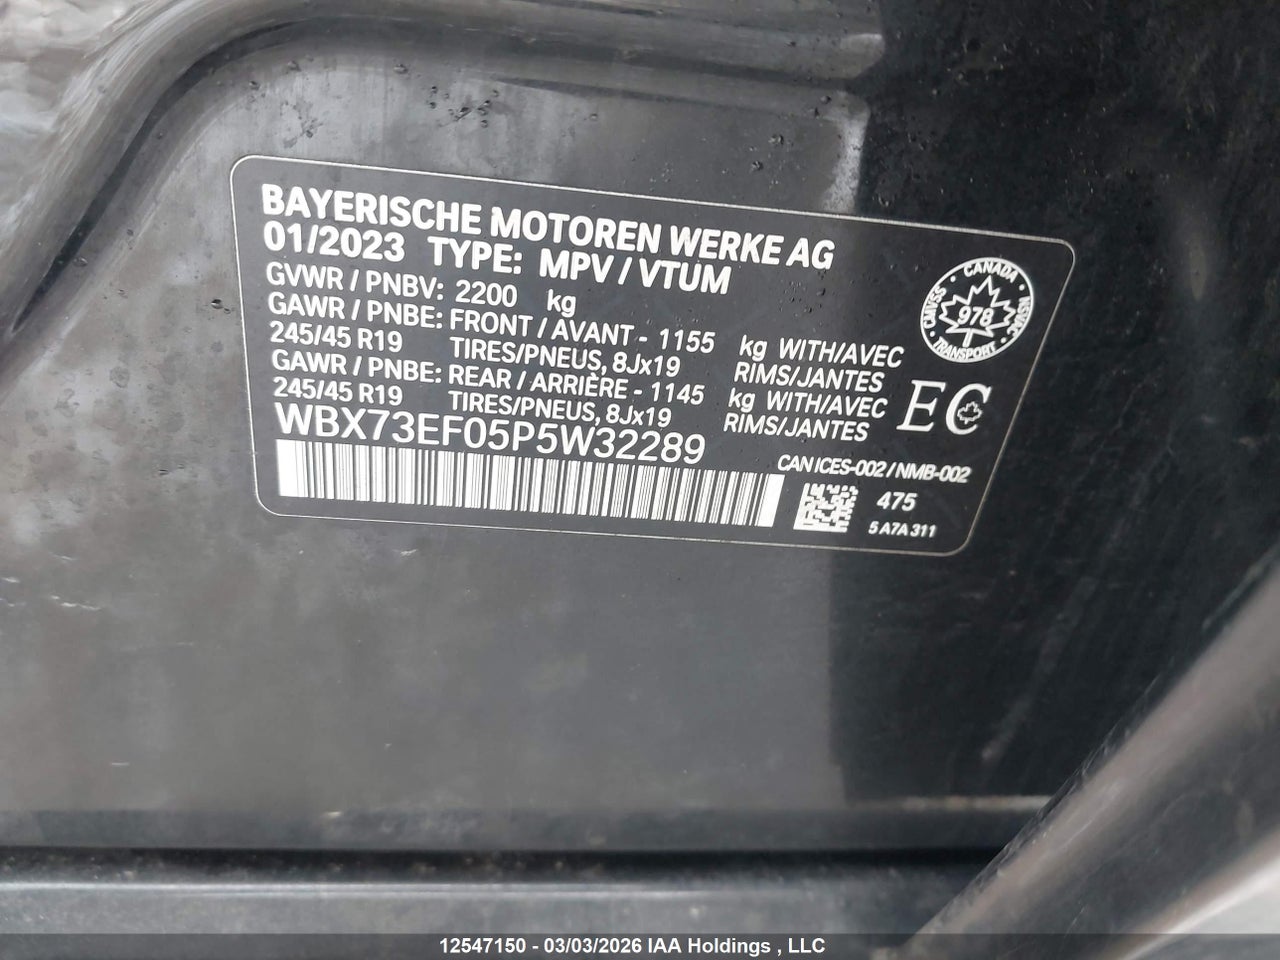 BAYERISCHE MOTOREN WERKE AG
01/2023 TYPE: MPV / VTUM
GVWR / PNBV: 2200 kg
GAWR / PNBE: FRONT / AVANT - 1155 kg WITH/AVEC
245/45 R19 TIRES/PNEUS, 8Jx19 RIMS/JANTES
GAWR / PNBE: REAR / ARRIÈRE - 1145 kg WITH/AVEC
245/45 R19 TIRES/PNEUS, 8Jx19 RIMS/JANTES
WBX73EF05P5W32289
CANADA
CMVSS NSVAC
978
TRANSPORT
EC
CAN ICES-002 / NMB-002
475
5 A7A 311
12547150 - 03/03/2026 IAA Holdings , LLC